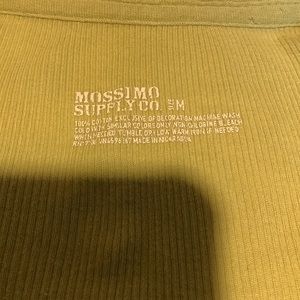 MOSSIMO
SUPPLY CO. SIZE M
100% COTTON EXCLUSIVE OF DECORATION MACHINE WASH
COLD WITH SIMILAR COLORS ONLY NON-CHLORINE BLEACH
WHEN NEEDED TUMBLE DRY LOW WARM IRON IF NEEDED
MADE IN NICARAGUA